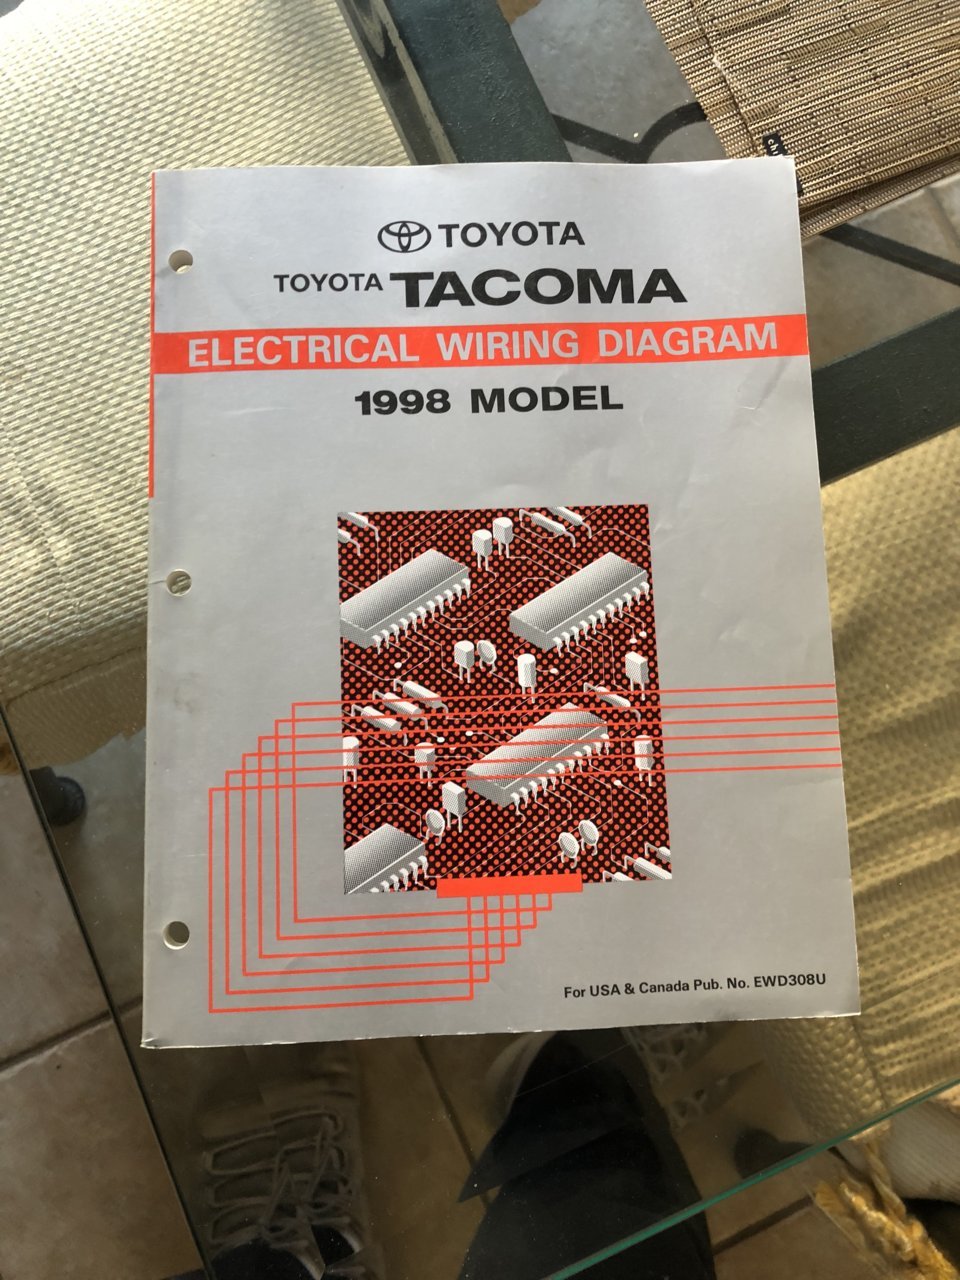 TOYOTA
TOYOTA TACOMA
ELECTRICAL WIRING DIAGRAM
1998 MODEL
For USA & Canada Pub. No. EWD308U